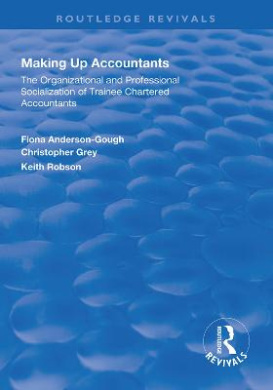 ROUTLEDGE REVIVALS
Making Up Accountants
The Organizational and Professional
Socialization of Trainee Chartered
Accountants
Fiona Anderson-Gough
Christopher Grey
Keith Robson
ROUTLEDGE
R
REVIVALS